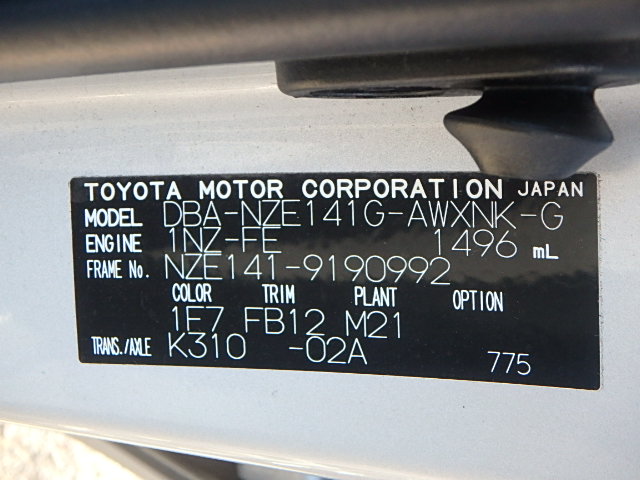 TOYOTA MOTOR CORPORATION JAPAN
MODEL DBA-NZE141G-AWXNK-G
ENGINE 1NZ-FE 1496 mL
FRAME No. NZE141-9190992
COLOR TRIM PLANT OPTION
1E7 FB12 M21
TRANS./AXLE K310 -02A 775